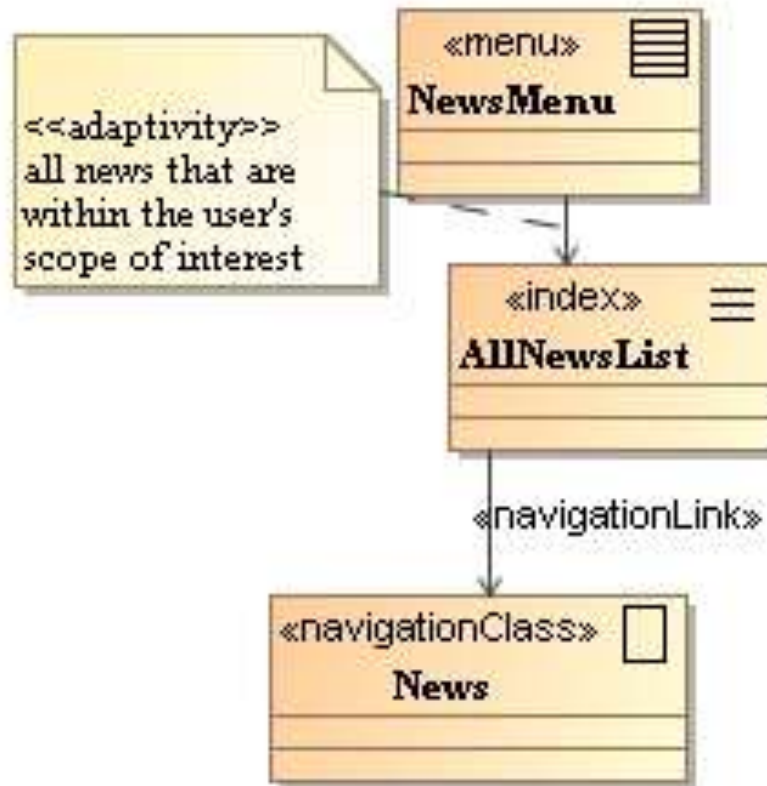 «menu»
NewsMenu
<<adaptivity>>
all news that are
within the user's
scope of interest
«index»
AllNewsList
«navigationLink»
«navigationClass»
News